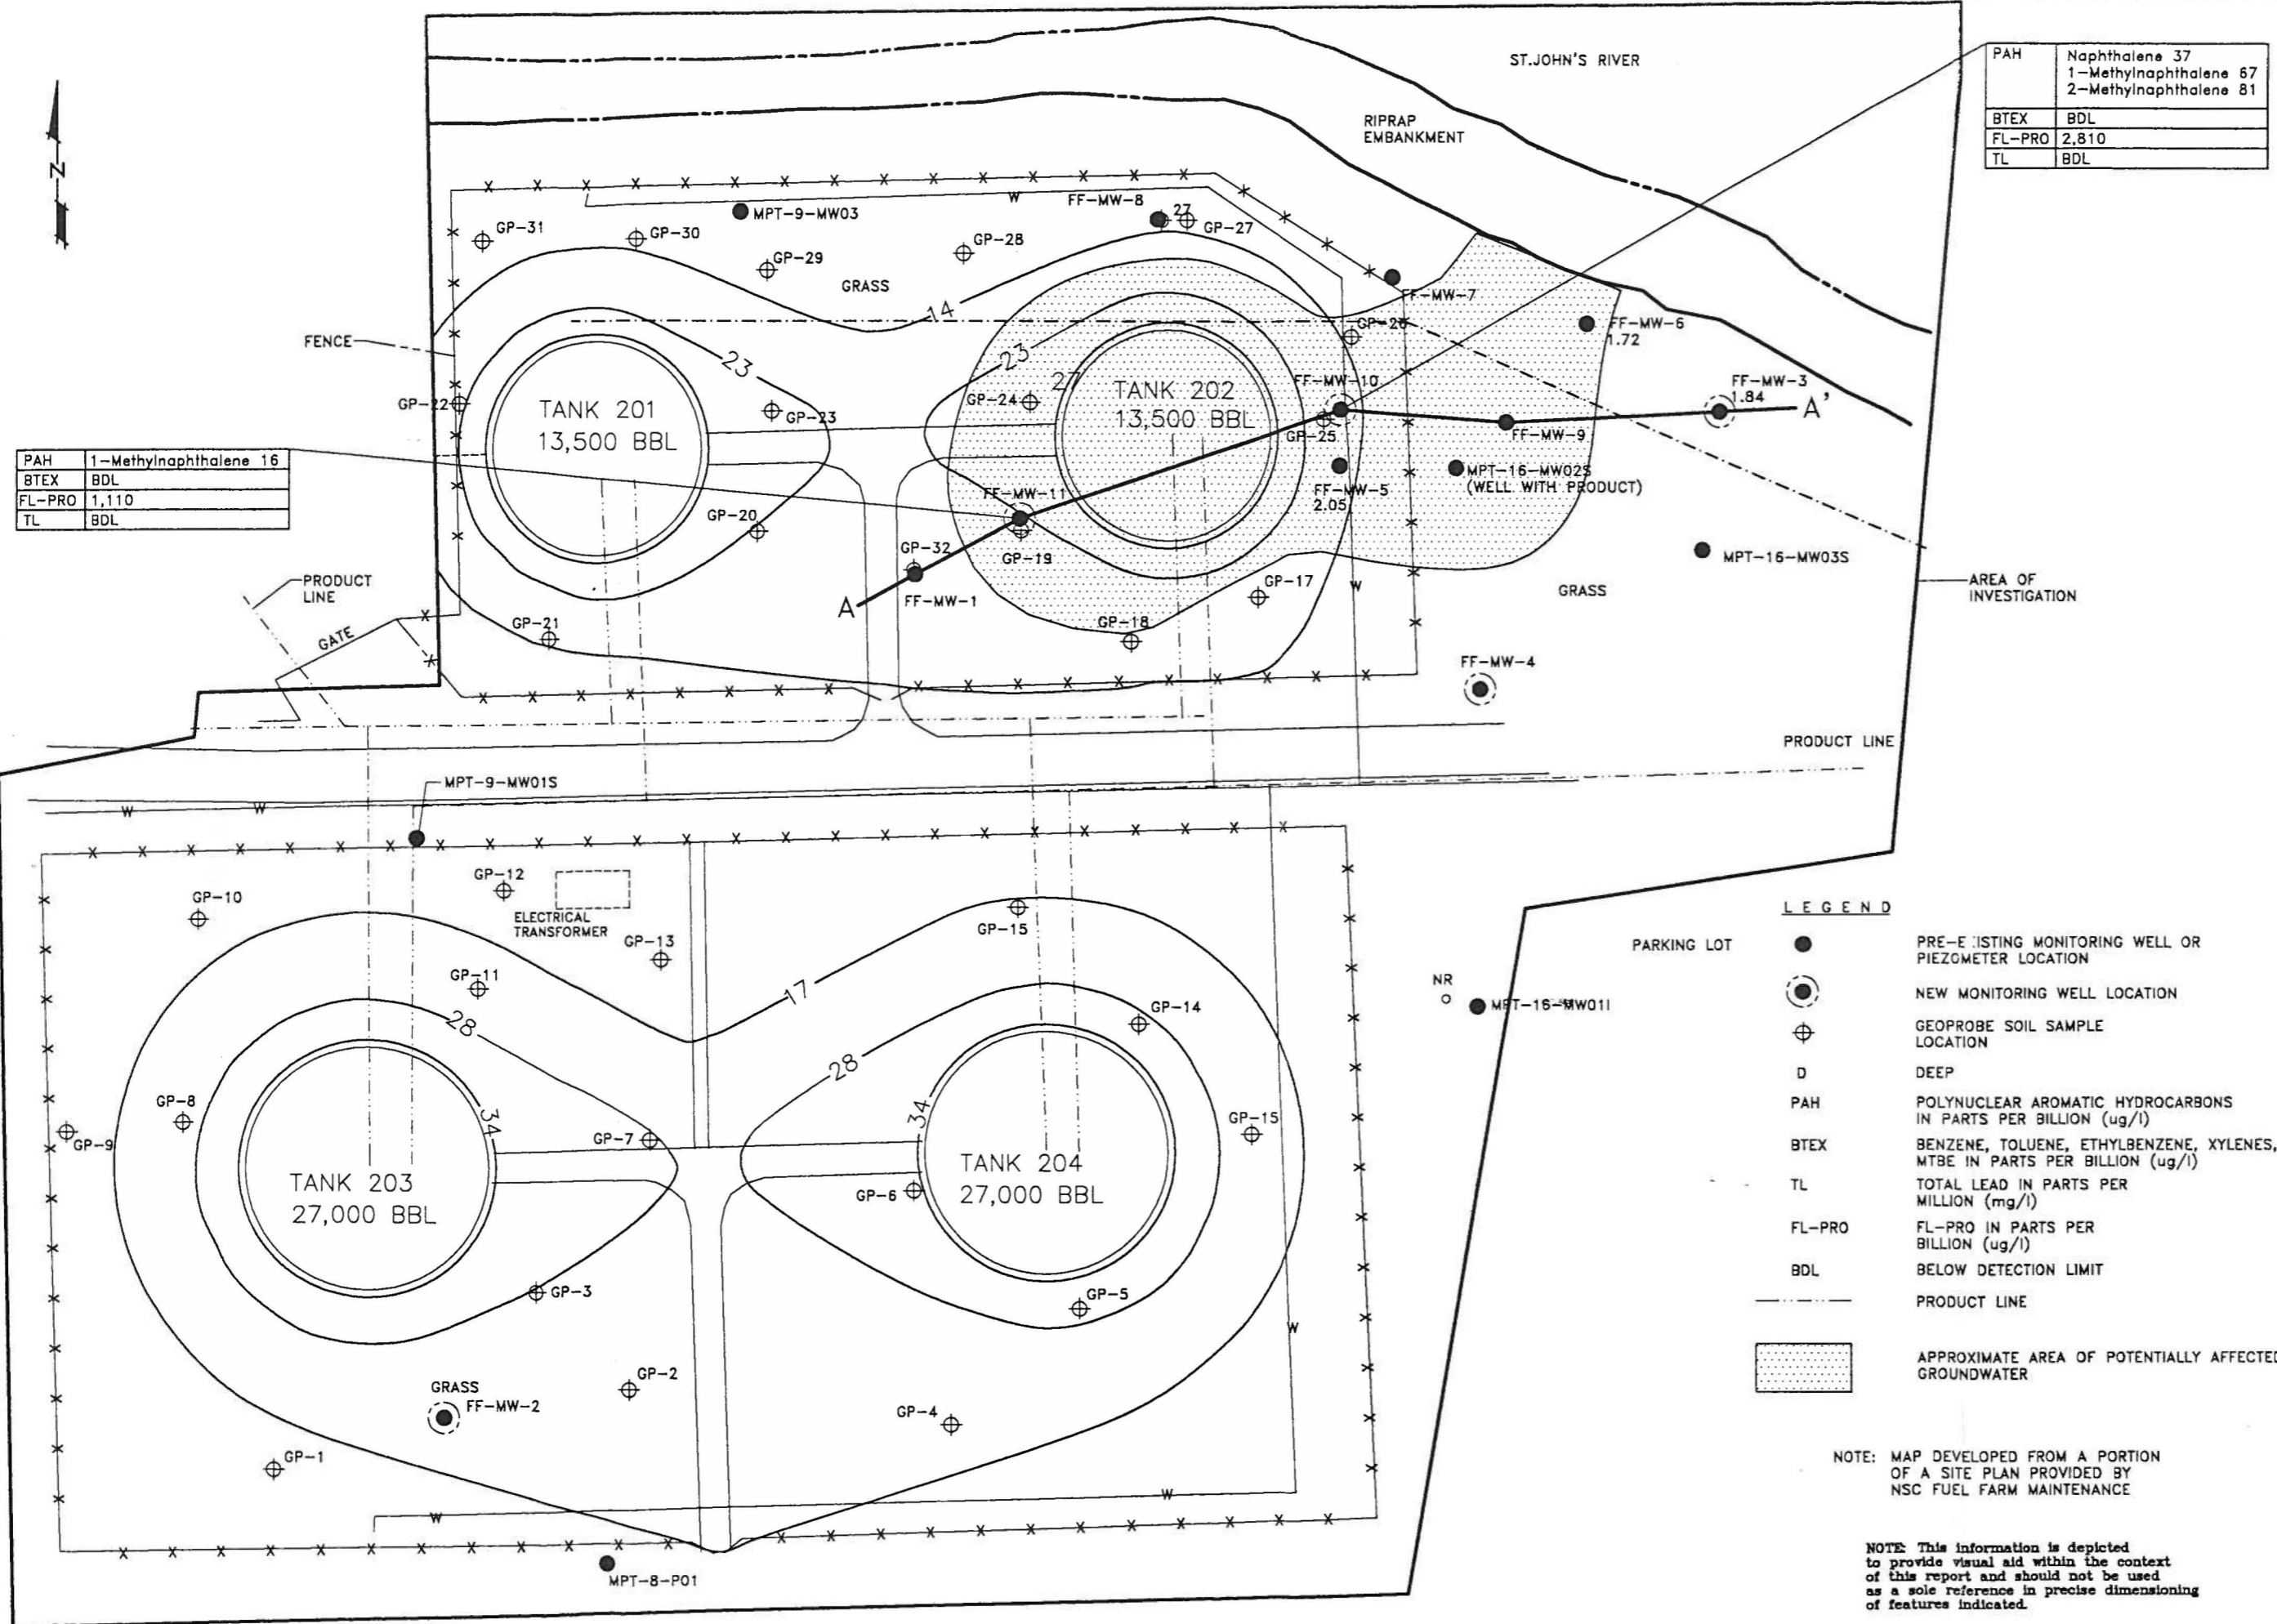 ST.JOHN'S RIVER
RIPRAP
EMBANKMENT
PAH Naphthalene 37
1-Methylnaphthalene 67
2-Methylnaphthalene 81
BTEX BDL
FL-PRO 2,810
TL BDL
N
W
FF-MW-8
27
GP-27
MPT-9-MW03
GP-31
GP-30
GP-29
GP-28
GRASS
14
FF-MW-7
GP-26
FF-MW-6
1.72
FENCE
23
23
27
GP-22
TANK 201
13,500 BBL
GP-23
GP-24
TANK 202
13,500 BBL
FF-MW-10
GP-25
FF-MW-3
1.84
A'
FF-MW-9
MPT-16-MW02S
(WELL WITH PRODUCT)
FF-MW-5
2.05
PAH 1-Methylnaphthalene 16
BTEX BDL
FL-PRO 1,110
TL BDL
FF-MW-11
GP-20
GP-19
GP-32
MPT-16-MW03S
A
FF-MW-1
GP-17
W
GRASS
AREA OF
INVESTIGATION
PRODUCT
LINE
GATE
GP-21
GP-18
FF-MW-4
PRODUCT LINE
MPT-9-MW01S
W W
GP-12
GP-10
ELECTRICAL
TRANSFORMER
GP-13
GP-15
GP-11
17
28
GP-14
28
GP-8
GP-9
34
GP-7
34
GP-15
TANK 203
27,000 BBL
GP-6
TANK 204
27,000 BBL
GP-3
GP-5
W
GP-2
GRASS
FF-MW-2
GP-4
GP-1
W
W
MPT-8-P01
PARKING LOT
NR
MPT-16-MW01I
LEGEND
PRE-E ISTING MONITORING WELL OR
PIEZOMETER LOCATION
NEW MONITORING WELL LOCATION
GEOPROBE SOIL SAMPLE
LOCATION
D DEEP
PAH POLYNUCLEAR AROMATIC HYDROCARBONS
IN PARTS PER BILLION (ug/l)
BTEX BENZENE, TOLUENE, ETHYLBENZENE, XYLENES,
MTBE IN PARTS PER BILLION (ug/l)
TL TOTAL LEAD IN PARTS PER
MILLION (mg/l)
FL-PRO FL-PRO IN PARTS PER
BILLION (ug/l)
BDL BELOW DETECTION LIMIT
PRODUCT LINE
APPROXIMATE AREA OF POTENTIALLY AFFECTED
GROUNDWATER
NOTE: MAP DEVELOPED FROM A PORTION
OF A SITE PLAN PROVIDED BY
NSC FUEL FARM MAINTENANCE
NOTE: This information is depicted
to provide visual aid within the context
of this report and should not be used
as a sole reference in precise dimensioning
of features indicated.